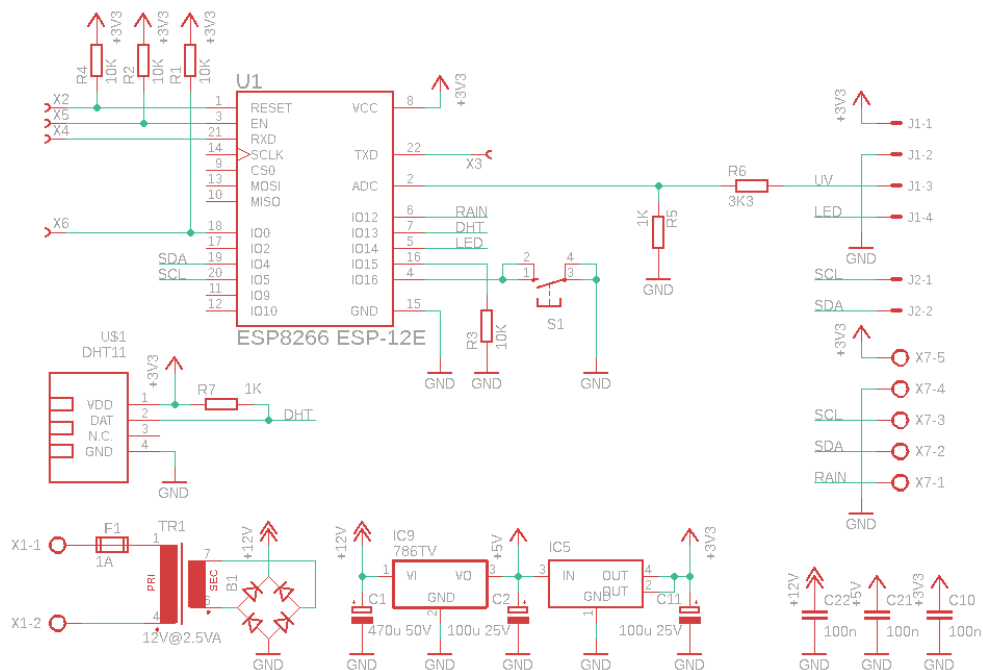 +3V3 +3V3 +3V3
R4 10K R2 10K R1 10K
U1
X2 1 RESET VCC 8 +3V3
X5 3 EN
X4 21 RXD
14 SCLK TXD 22 X3
9 CS0
13 MOSI ADC 2
10 MISO
IO12 6 RAIN
X6 18 IO0 IO13 7 DHT
17 IO2 IO14 5 LED
SDA 19 IO4 IO15 16
SCL 20 IO5 IO16 4
11 IO9
12 IO10 GND 15
ESP8266 ESP-12E
GND
R3 10K
GND
2 4
1 3
S1
GND
1K R5
GND
R6
3K3
+3V3
J1-1
J1-2
UV J1-3
LED J1-4
GND
SCL J2-1
SDA J2-2
+3V3
X7-5
X7-4
SCL X7-3
SDA X7-2
RAIN X7-1
GND
U$1
DHT11
+3V3
R7 1K
VDD 1
DAT 2 DHT
N.C. 3
GND 4
GND
X1-1
F1
1A
X1-2
TR1
1 7
PRI SEC
4 6
12V@2.5VA
B1
+12V
GND
+12V
IC9
786TV
1 VI VO 3
GND
2
C1
470u 50V
GND
GND
+5V
C2
100u 25V
GND
IC5
3 IN OUT 4
OUT 2
GND
1
GND
+3V3
C11
100u 25V
GND
+12V
C22
100n
GND
+5V
C21
100n
GND
+3V3
C10
100n
GND